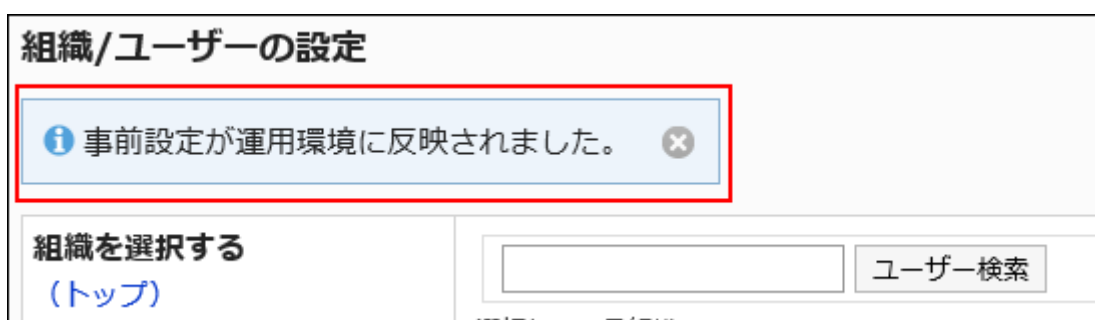 組織/ユーザーの設定
事前設定が運用環境に反映されました。
組織を選択する
（トップ）
ユーザー検索